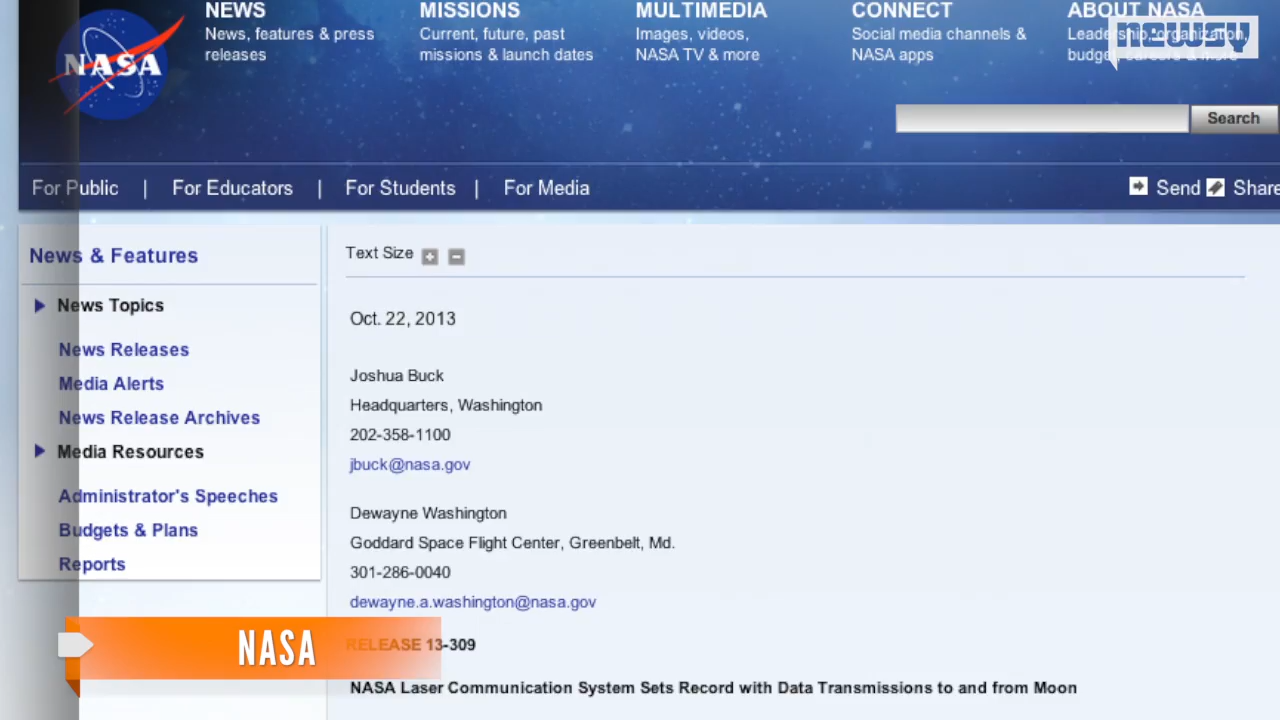 NEWS
News, features & press
releases
MISSIONS
Current, future, past
missions & launch dates
MULTIMEDIA
Images, videos,
NASA TV & more
CONNECT
Social media channels &
NASA apps
ABOUT NASA
Leadership, organization,
budget, careers & more
newsy
NASA
Search
For Public | For Educators | For Students | For Media
Send Share
News & Features
News Topics
News Releases
Media Alerts
News Release Archives
Media Resources
Administrator's Speeches
Budgets & Plans
Reports
Text Size
Oct. 22, 2013
Joshua Buck
Headquarters, Washington
202-358-1100
jbuck@nasa.gov
Dewayne Washington
Goddard Space Flight Center, Greenbelt, Md.
301-286-0040
dewayne.a.washington@nasa.gov
RELEASE 13-309
NASA
NASA Laser Communication System Sets Record with Data Transmissions to and from Moon